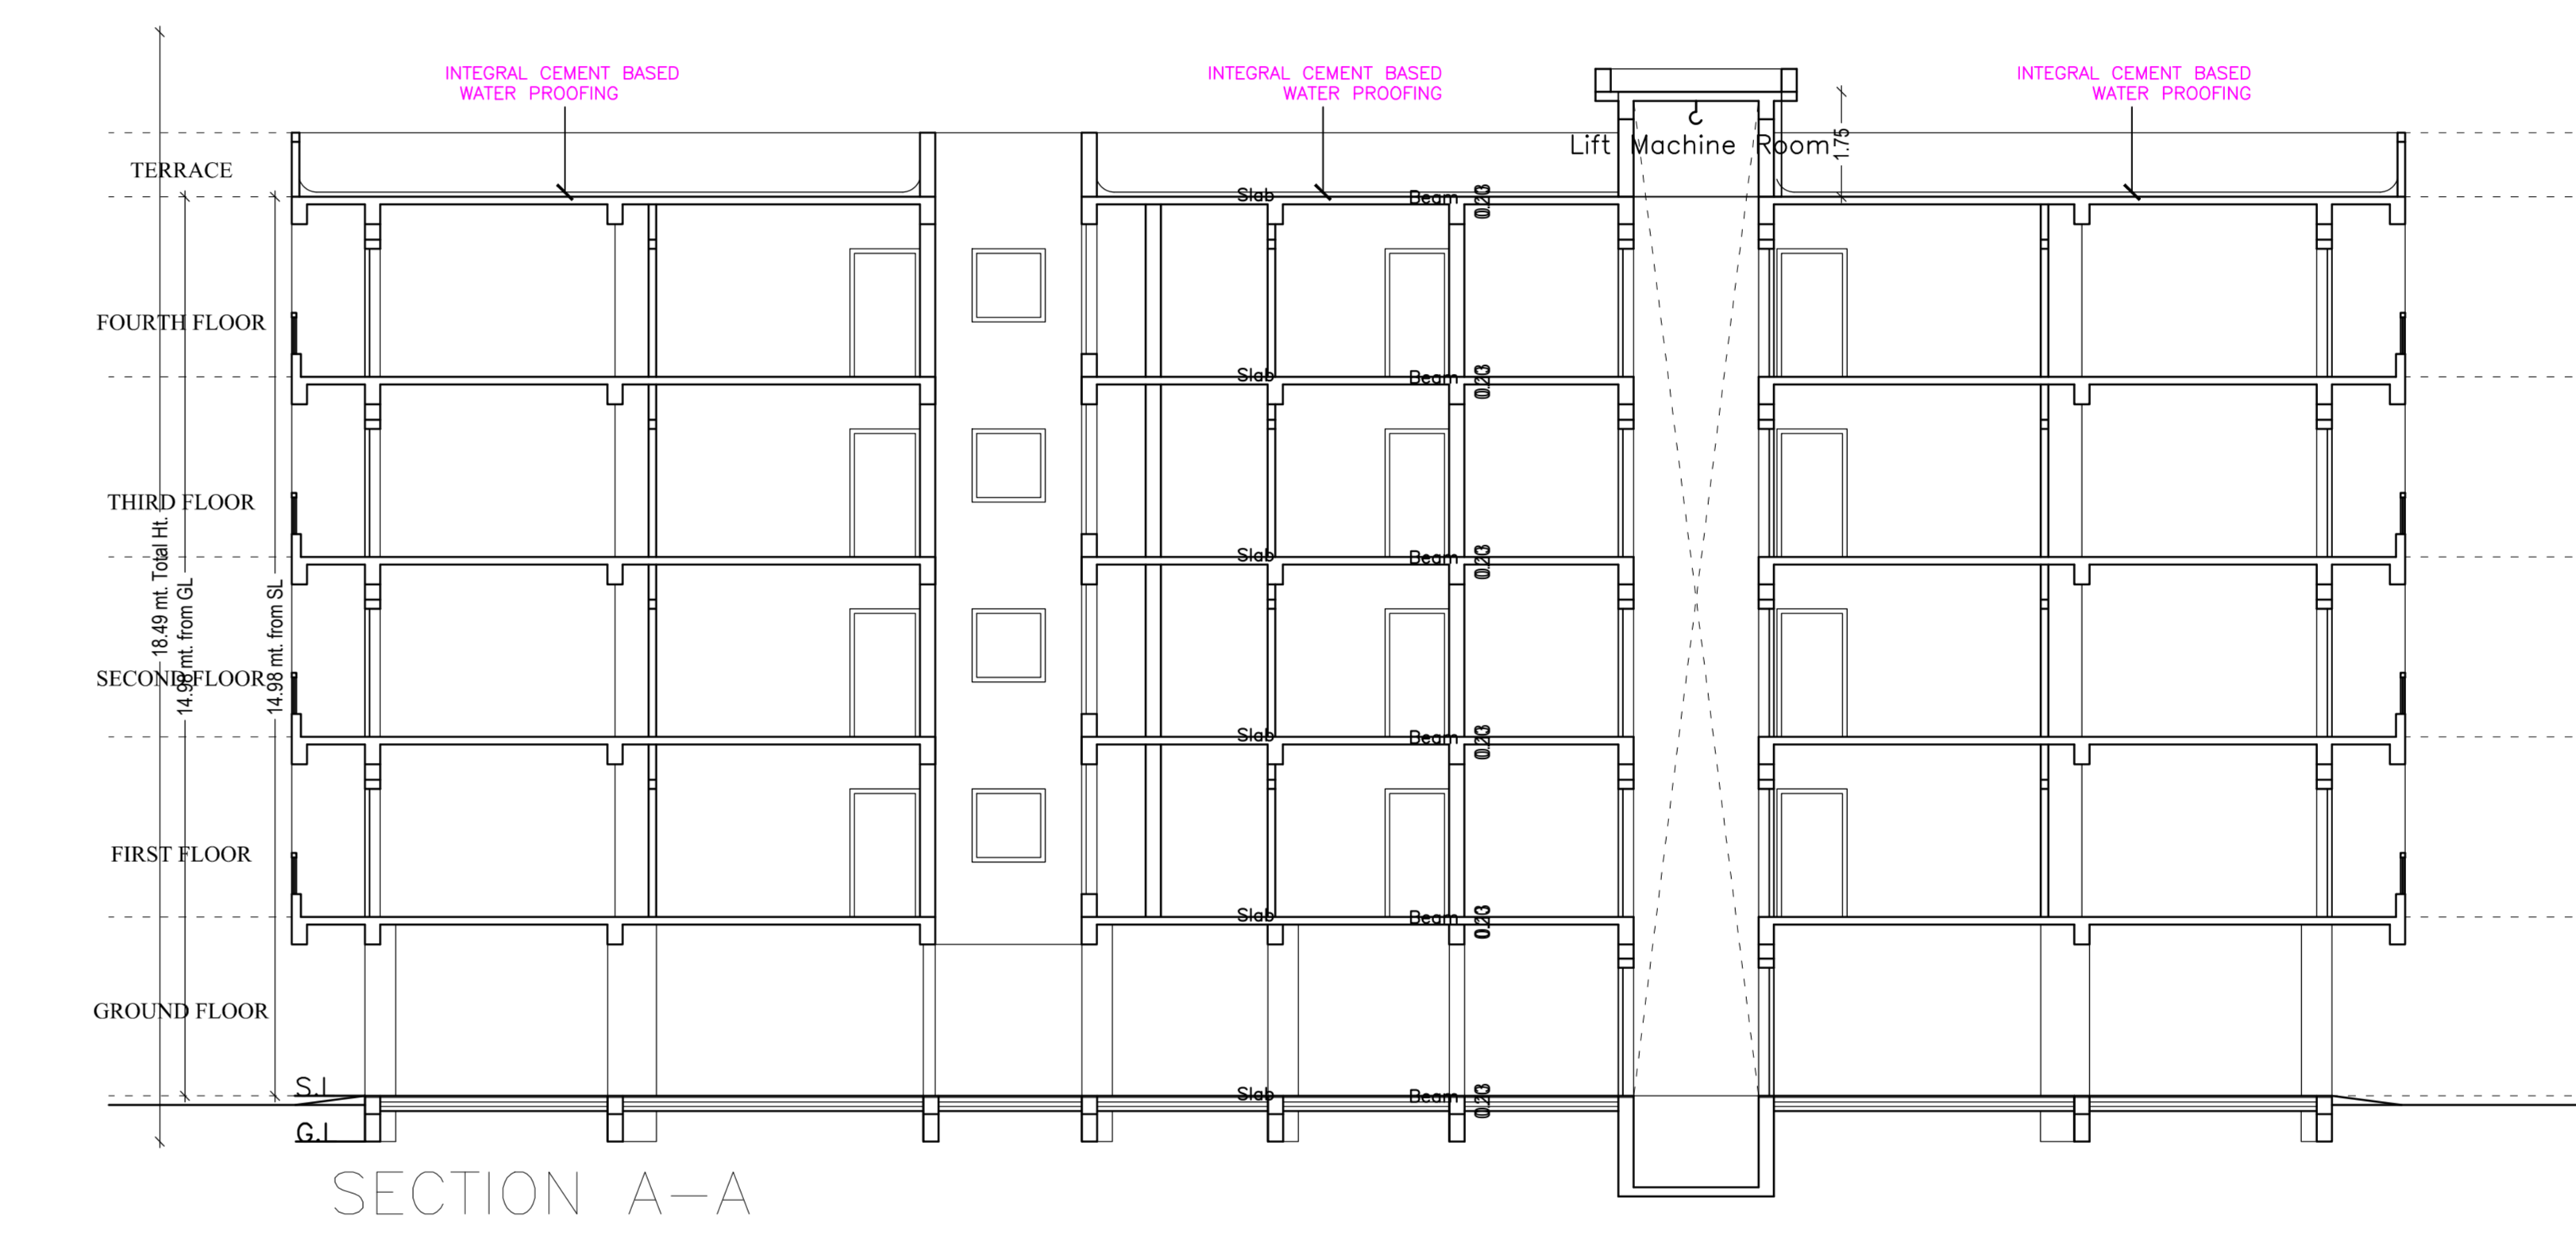 INTEGRAL CEMENT BASED
WATER PROOFING
INTEGRAL CEMENT BASED
WATER PROOFING
INTEGRAL CEMENT BASED
WATER PROOFING
Lift Machine Room
1.75
TERRACE
Slab
Beam
FOURTH FLOOR
Slab
Beam
THIRD FLOOR
18.49 mt. Total Ht.
14.98 mt. from GL
14.98 mt. from SL
Slab
Beam
SECOND FLOOR
Slab
Beam
FIRST FLOOR
Slab
Beam
GROUND FLOOR
S.L
Slab
Beam
G.L
SECTION A-A